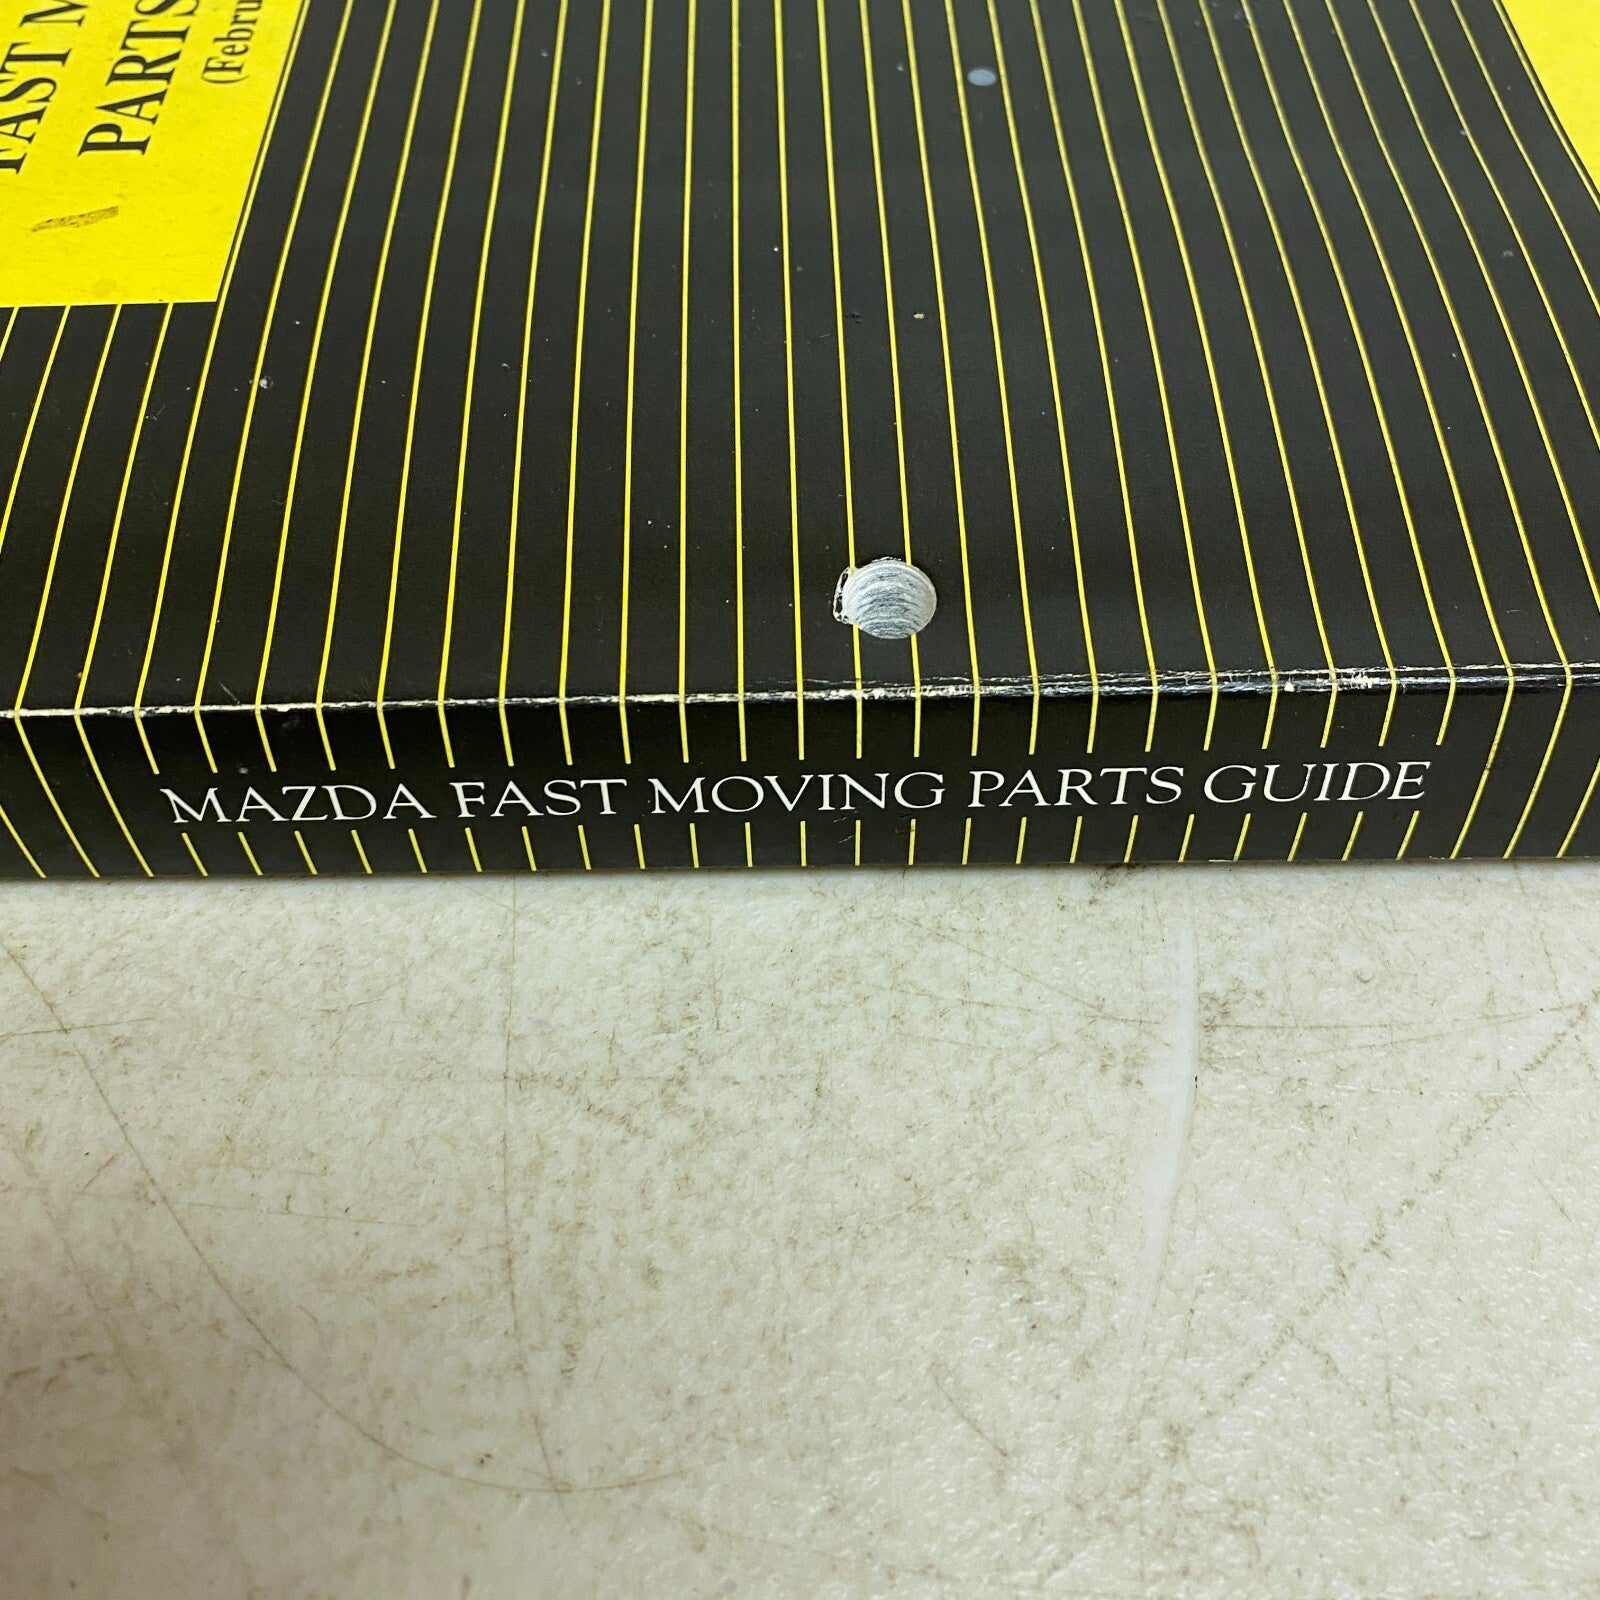 FAST M
PARTS
(Febru
MAZDA FAST MOVING PARTS GUIDE